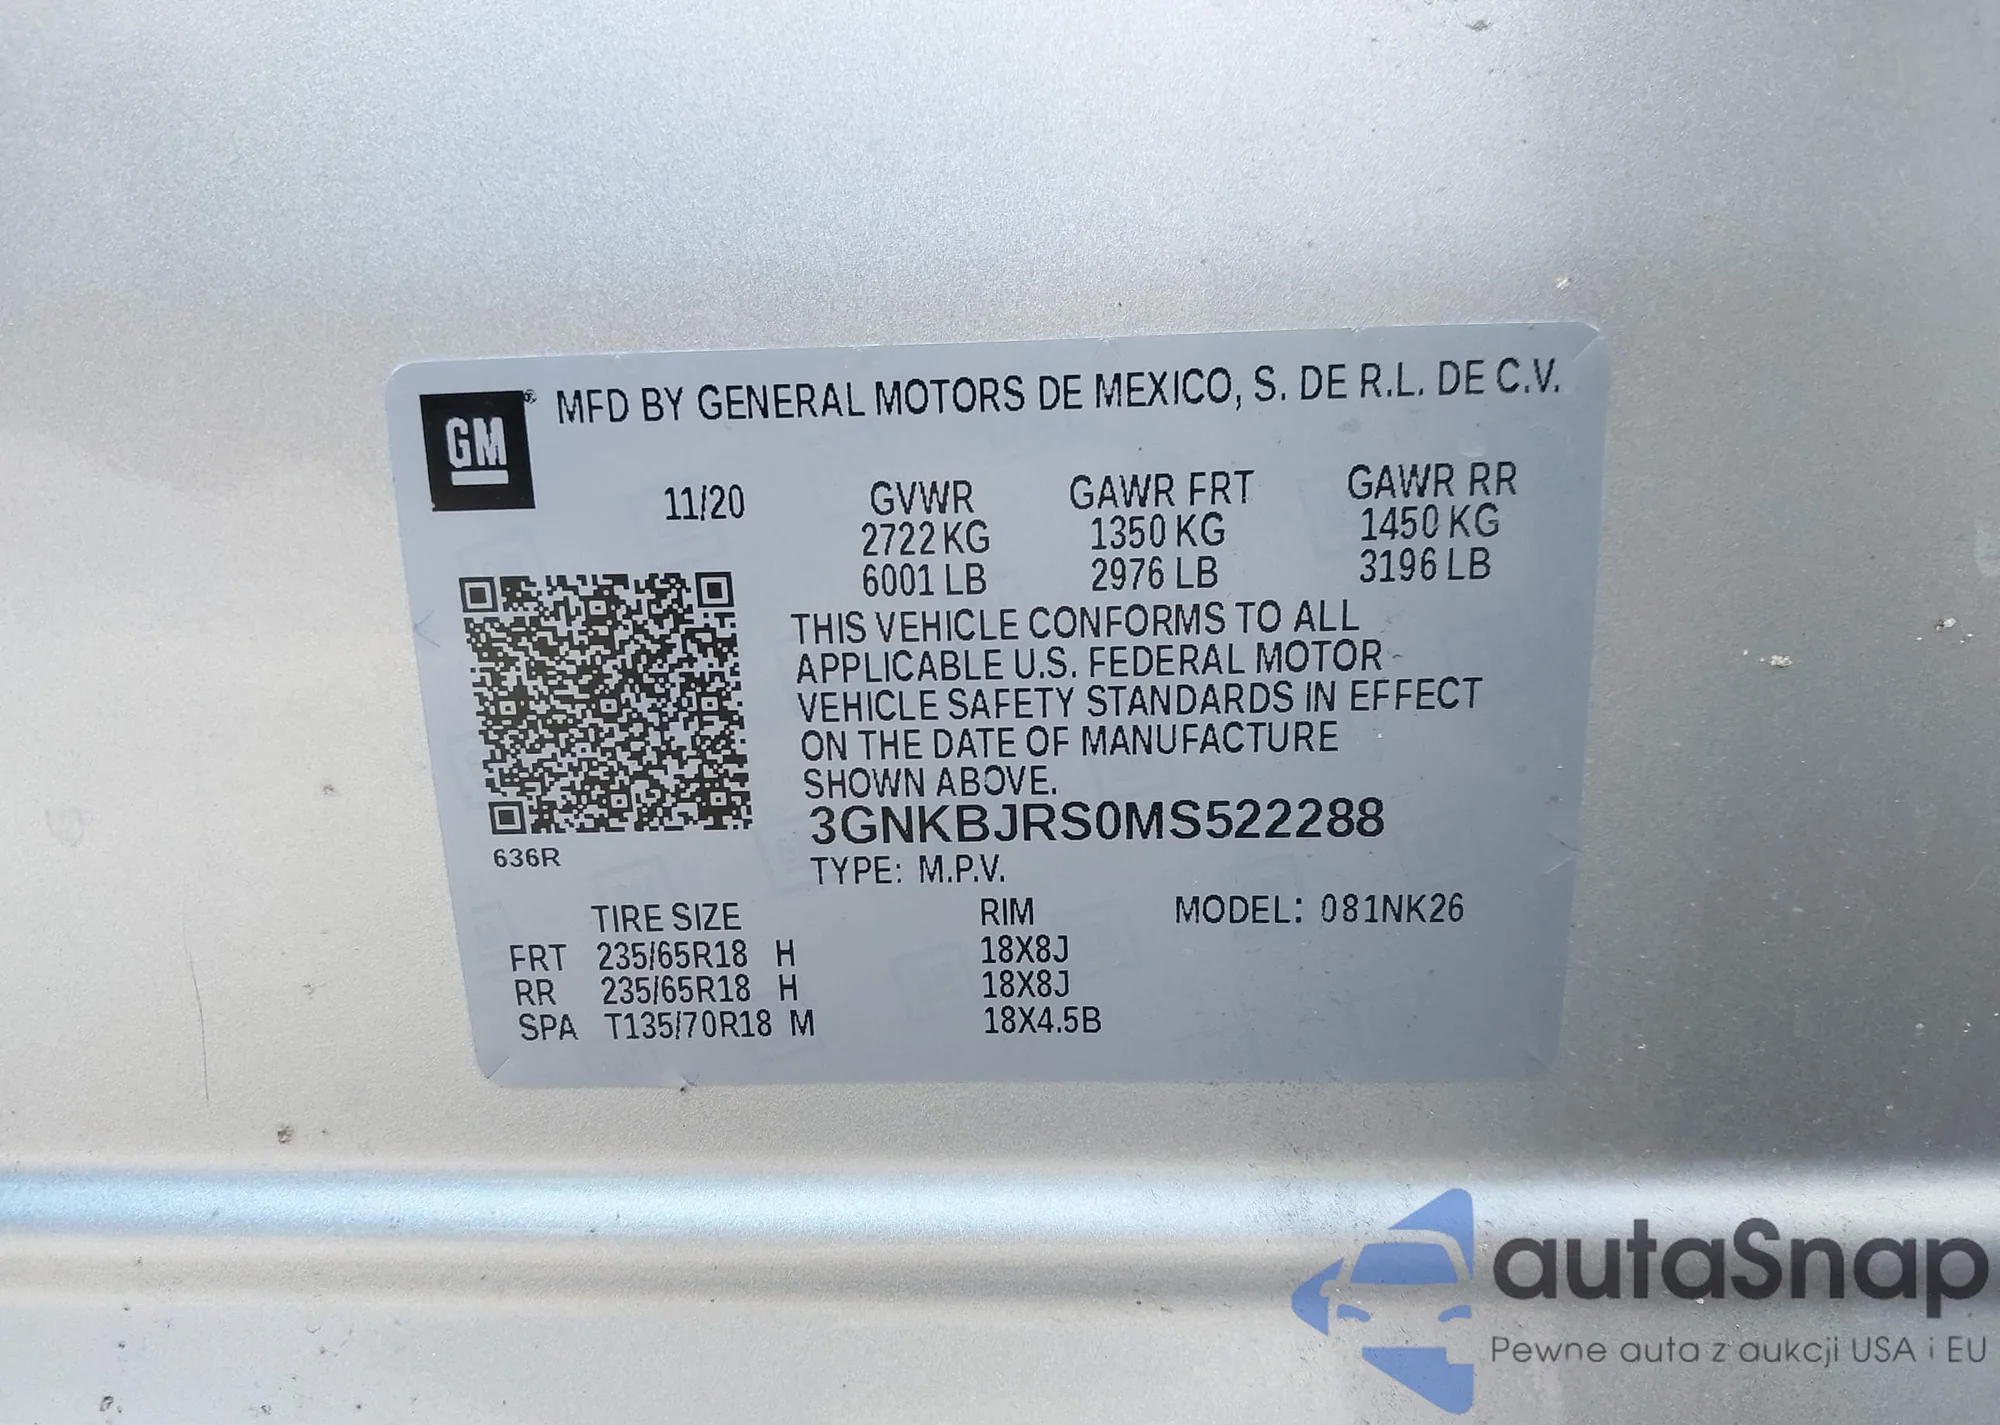 GM® MFD BY GENERAL MOTORS DE MEXICO, S. DE R.L. DE C.V.
11/20 GVWR GAWR FRT GAWR RR
2722 KG 1350 KG 1450 KG
6001 LB 2976 LB 3196 LB
THIS VEHICLE CONFORMS TO ALL
APPLICABLE U.S. FEDERAL MOTOR
VEHICLE SAFETY STANDARDS IN EFFECT
ON THE DATE OF MANUFACTURE
SHOWN ABOVE.
3GNKBJRS0MS522288
636R
TYPE: M.P.V.
TIRE SIZE RIM MODEL: 081NK26
FRT 235/65R18 H 18X8J
RR 235/65R18 H 18X8J
SPA T135/70R18 M 18X4.5B
autaSnap
Pewne auta z aukcji USA i EU